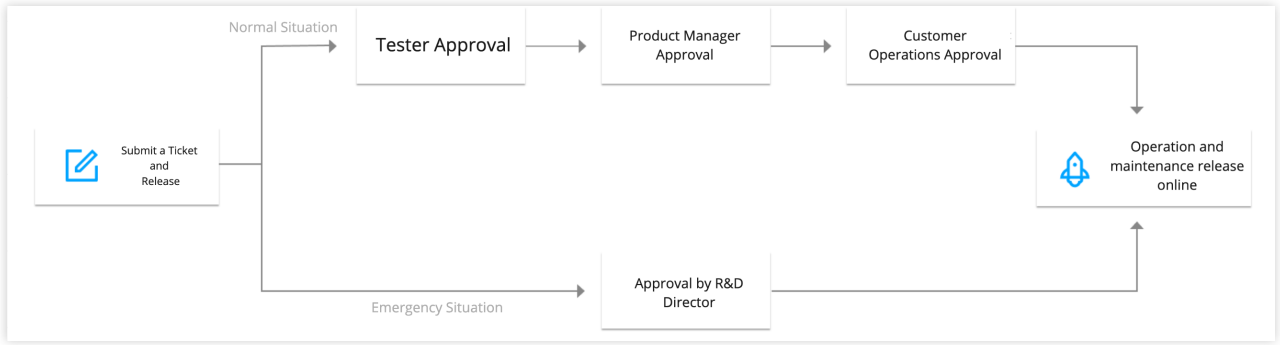 Normal Situation
Tester Approval
Product Manager
Approval
Customer
Operations Approval
Submit a Ticket
and
Release
Operation and
maintenance release
online
Approval by R&D
Director
Emergency Situation